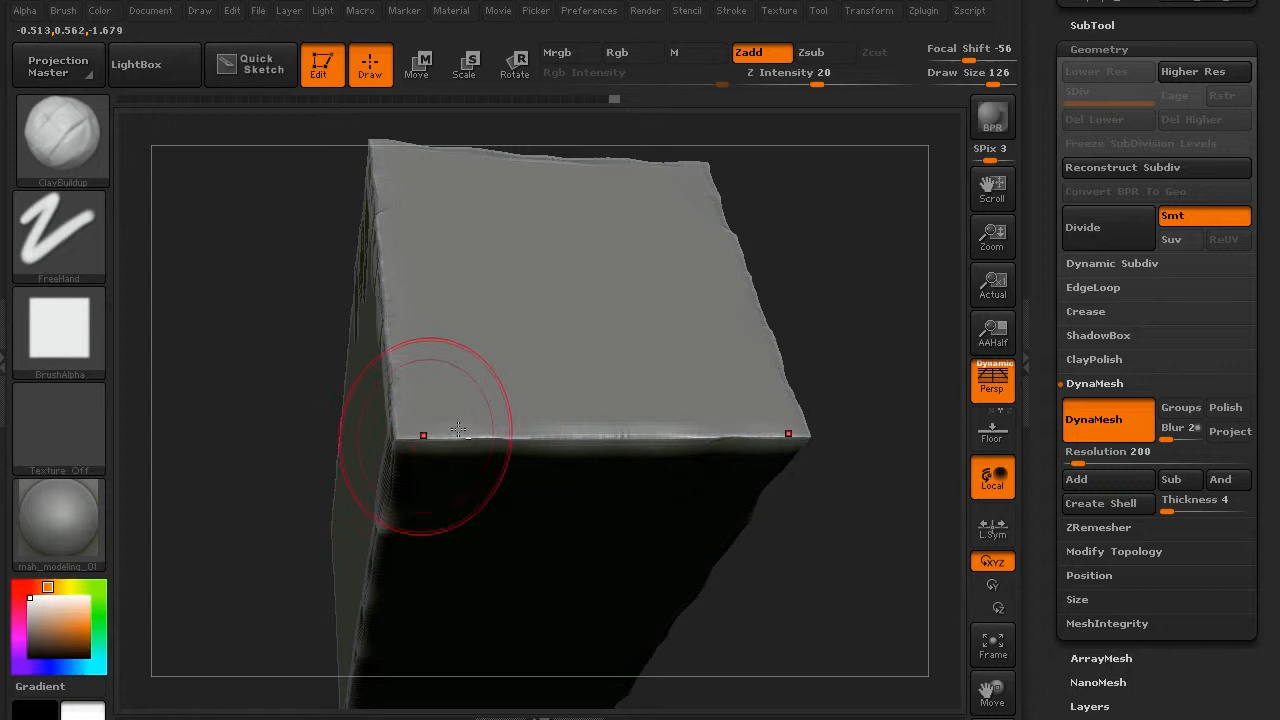 Alpha Brush Color Document Draw Edit File Layer Light Macro Marker Material Movie Picker Preferences Render Stencil Stroke Texture Tool Transform Zplugin Zscript
-0.513,0.562,-1.679
Projection Master
LightBox
Quick Sketch
Edit
Draw
Move
Scale
Rotate
Mrgb Rgb M Zadd Zsub Zcut
Rgb Intensity
Z Intensity 20
Focal Shift -56
Draw Size 126
ClayBuildup
FreeHand
BrushAlpha
Texture Off
mah_modeling_01
Gradient
BPR
SPix 3
Scroll
Zoom
Actual
AAHalf
Dynamic
Persp
Floor
Local
L.Sym
XYZ
Y
Z
Frame
Move
SubTool
Geometry
Lower Res Higher Res
SDiv Cage Rstr
Del Lower Del Higher
Freeze SubDivision Levels
Reconstruct Subdiv
Convert BPR To Geo
Divide Smt
Suv ReUV
Dynamic Subdiv
EdgeLoop
Crease
ShadowBox
ClayPolish
DynaMesh
DynaMesh Groups Polish
Blur 2 Project
Resolution 200
Add Sub And
Create Shell Thickness 4
ZRemesher
Modify Topology
Position
Size
MeshIntegrity
ArrayMesh
NanoMesh
Layers